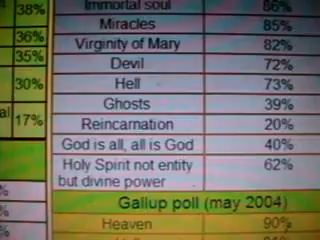 38% Immortal soul 86%
Miracles 85%
36% Virginity of Mary 82%
35% Devil 72%
30% Hell 73%
Ghosts 39%
17% Reincarnation 20%
God is all, all is God 40%
Holy Spirit not entity 62%
but divine power
Gallup poll (may 2004)
Heaven 90%